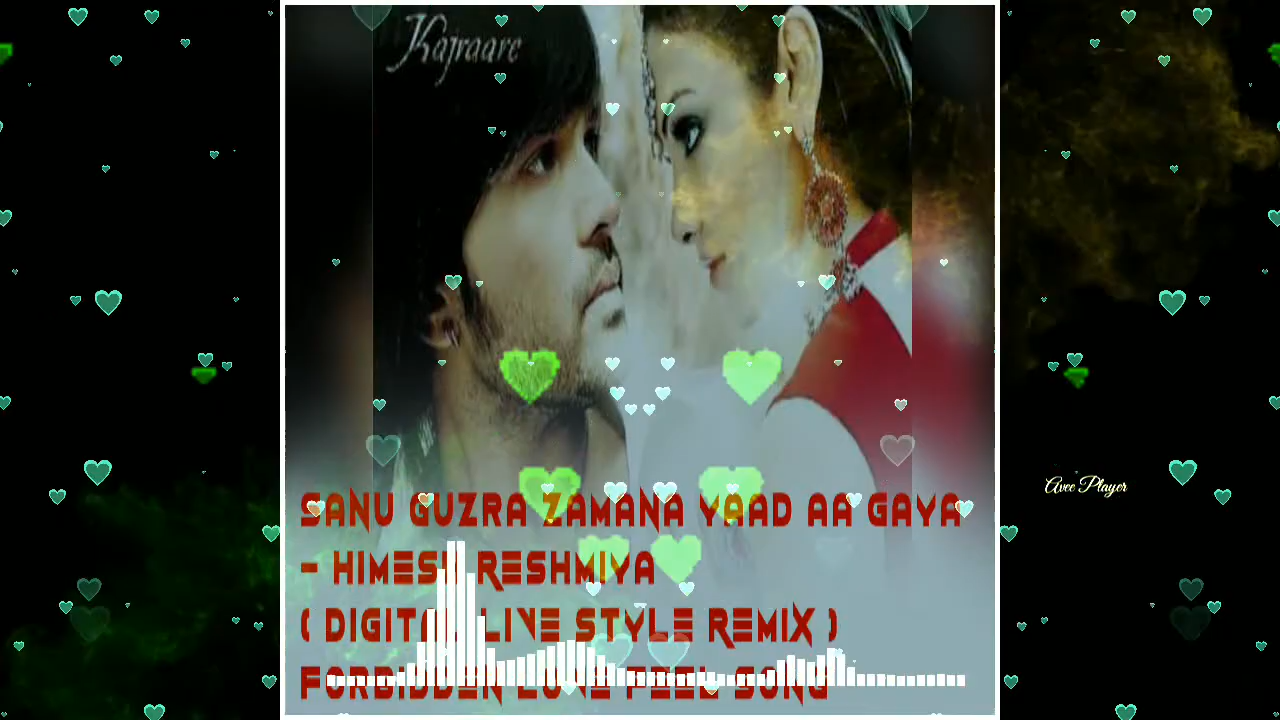 Kajraare
Avee Player
SANU GUZRA ZAMANA YAAD AA GAYA
- HIMESH RESHMIYA
( DIGITAL LIVE STYLE REMIX )
FORBIDDEN LOVE FEEL SONG